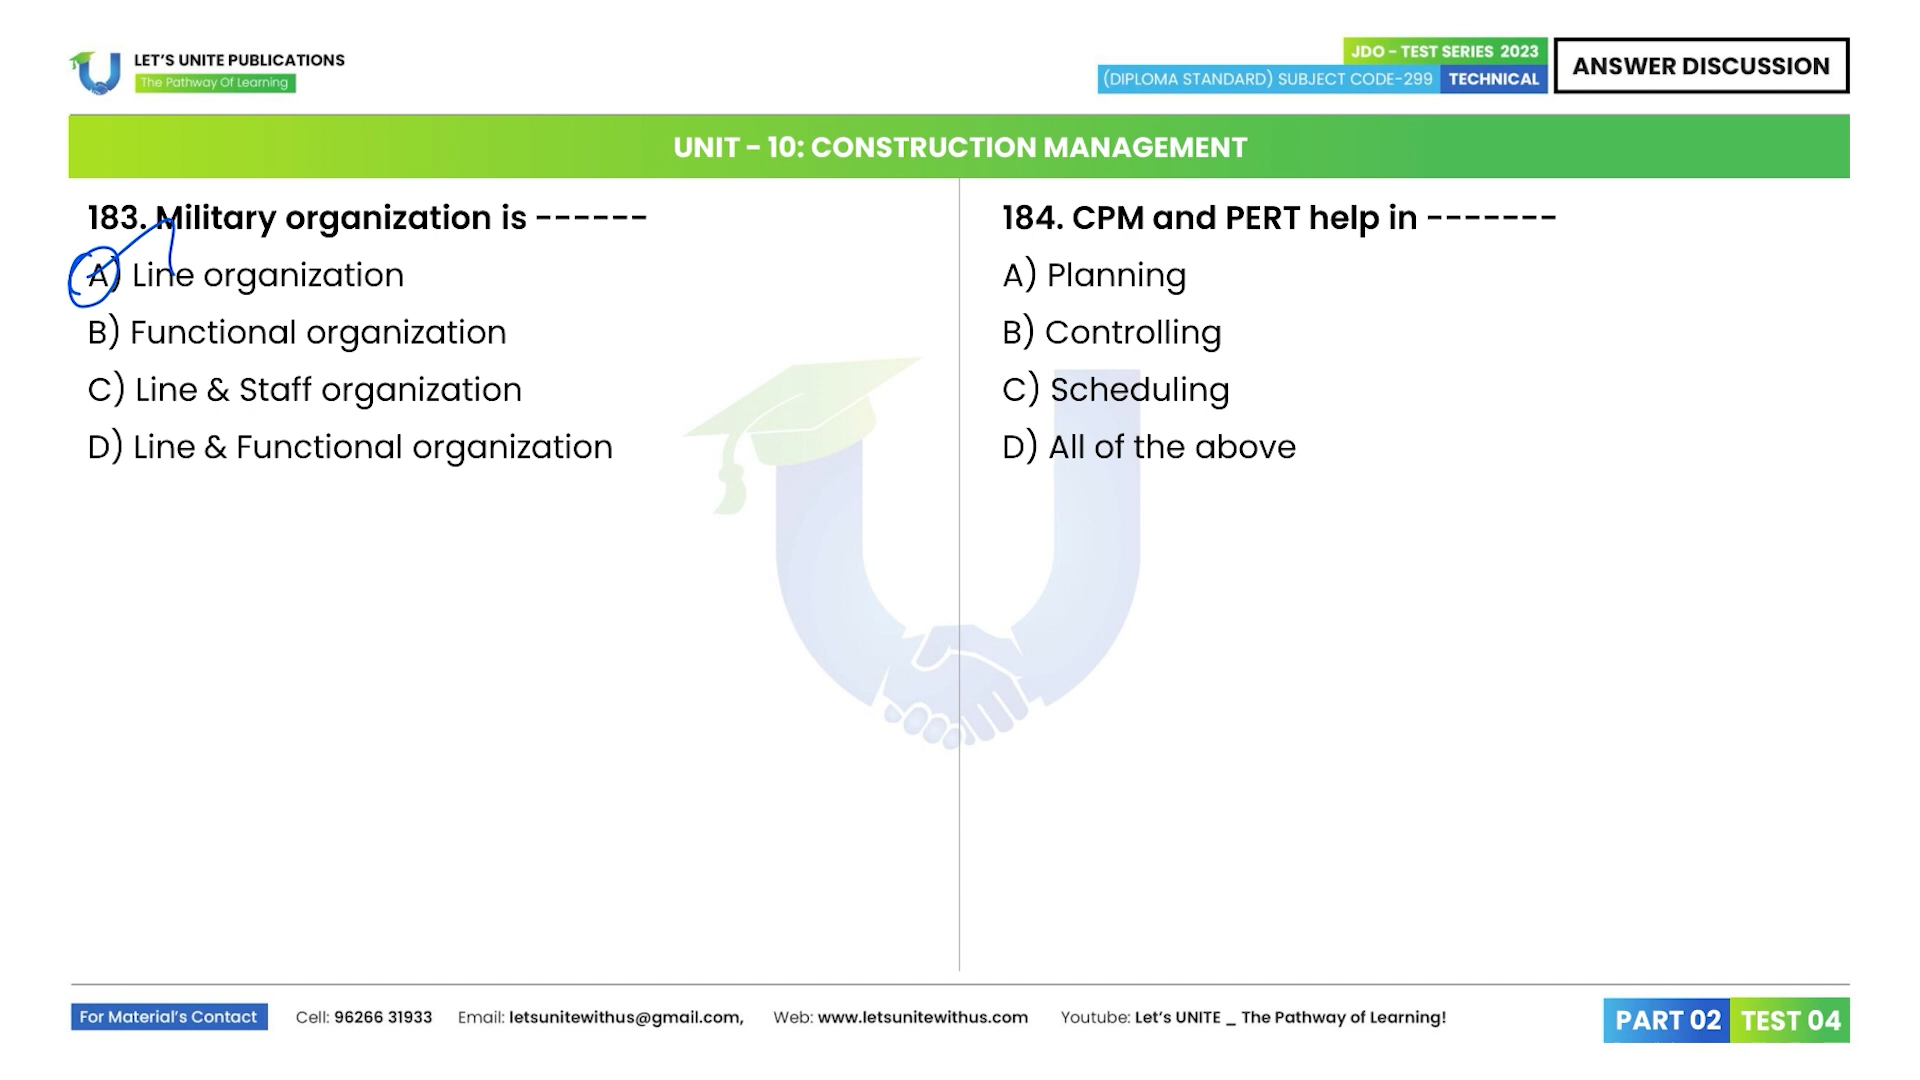 LET'S UNITE PUBLICATIONS
The Pathway Of Learning
JDO - TEST SERIES 2023
(DIPLOMA STANDARD) SUBJECT CODE-299 TECHNICAL
ANSWER DISCUSSION
UNIT - 10: CONSTRUCTION MANAGEMENT
183. Military organization is ------
A) Line organization
B) Functional organization
C) Line & Staff organization
D) Line & Functional organization
184. CPM and PERT help in -------
A) Planning
B) Controlling
C) Scheduling
D) All of the above
For Material's Contact Cell: 96266 31933 Email: letsunitewithus@gmail.com, Web: www.letsunitewithus.com Youtube: Let's UNITE _ The Pathway of Learning!
PART 02 TEST 04